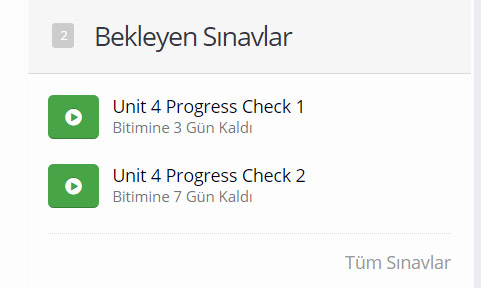 2 Bekleyen Sınavlar
Unit 4 Progress Check 1
Bitimine 3 Gün Kaldı
Unit 4 Progress Check 2
Bitimine 7 Gün Kaldı
Tüm Sınavlar